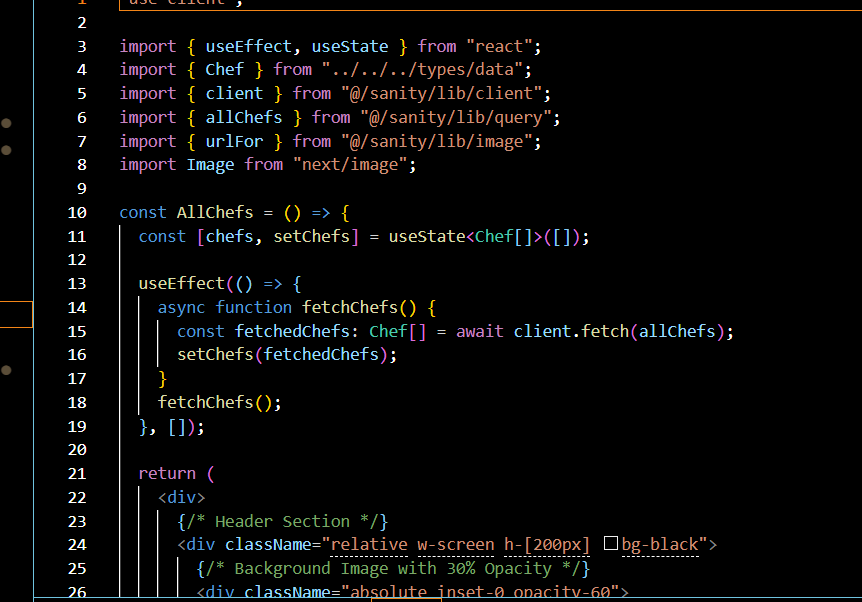 1 "use client";
2
3 import { useEffect, useState } from "react";
4 import { Chef } from "../../../types/data";
5 import { client } from "@/sanity/lib/client";
6 import { allChefs } from "@/sanity/lib/query";
7 import { urlFor } from "@/sanity/lib/image";
8 import Image from "next/image";
9
10 const AllChefs = () => {
11 const [chefs, setChefs] = useState<Chef[]>([]);
12
13 useEffect(() => {
14 async function fetchChefs() {
15 const fetchedChefs: Chef[] = await client.fetch(allChefs);
16 setChefs(fetchedChefs);
17 }
18 fetchChefs();
19 }, []);
20
21 return (
22 <div>
23 {/* Header Section */}
24 <div className="relative w-screen h-[200px] bg-black">
25 {/* Background Image with 30% Opacity */}
26 <div className="absolute inset-0 opacity-60">